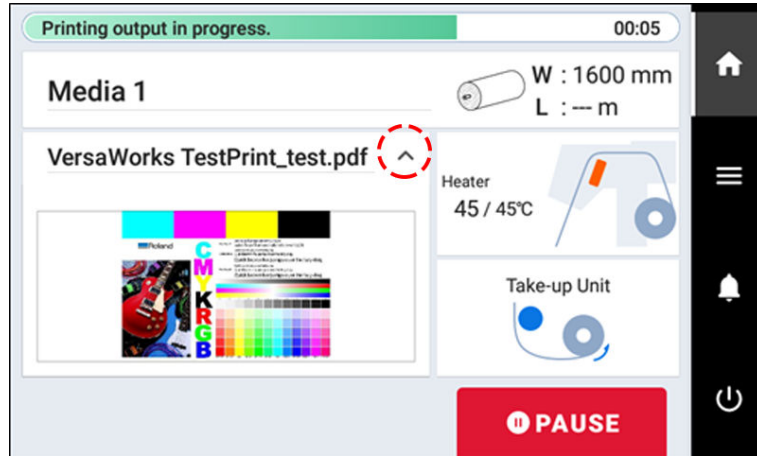 Printing output in progress.
00:05
Media 1
W : 1600 mm
L : --- m
VersaWorks TestPrint_test.pdf
Heater
45 / 45℃
Roland
C
M
Y
K
R
G
B
Take-up Unit
PAUSE